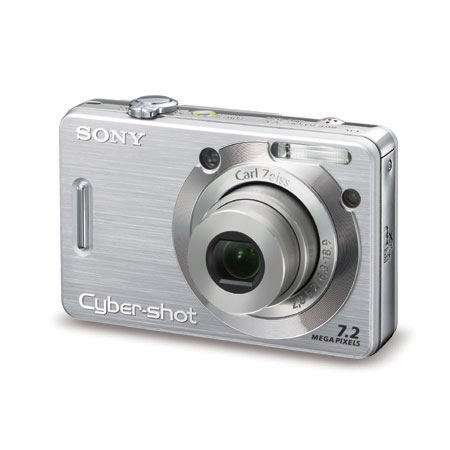 SONY
Carl Zeiss
Cyber-shot
7.2
MEGA PIXELS